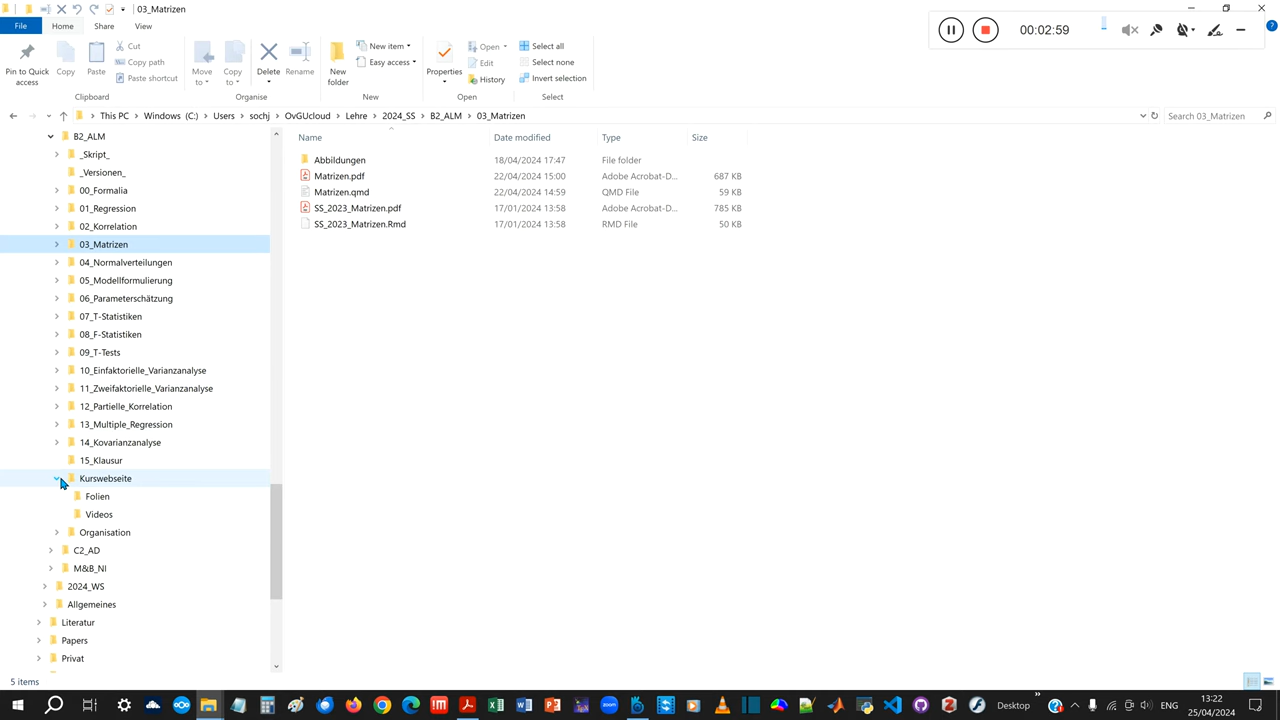 03_Matrizen
File Home Share View
00:02:59
Pin to Quick access
Copy
Paste
Cut
Copy path
Paste shortcut
Move to
Copy to
Delete
Rename
New folder
New item
Easy access
Properties
Open
Edit
History
Select all
Select none
Invert selection
Clipboard Organise New Open Select
This PC Windows (C:) Users sochj OvGUcloud Lehre 2024_SS B2_ALM 03_Matrizen
Search 03_Matrizen
B2_ALM
_Skript_
_Versionen_
00_Formalia
01_Regression
02_Korrelation
03_Matrizen
04_Normalverteilungen
05_Modellformulierung
06_Parameterschätzung
07_T-Statistiken
08_F-Statistiken
09_T-Tests
10_Einfaktorielle_Varianzanalyse
11_Zweifaktorielle_Varianzanalyse
12_Partielle_Korrelation
13_Multiple_Regression
14_Kovarianzanalyse
15_Klausur
Kurswebseite
Folien
Videos
Organisation
C2_AD
M&B_NI
2024_WS
Allgemeines
Literatur
Papers
Privat
Name Date modified Type Size
Abbildungen 18/04/2024 17:47 File folder
Matrizen.pdf 22/04/2024 15:00 Adobe Acrobat-D... 687 KB
Matrizen.qmd 22/04/2024 14:59 QMD File 59 KB
SS_2023_Matrizen.pdf 17/01/2024 13:58 Adobe Acrobat-D... 785 KB
SS_2023_Matrizen.Rmd 17/01/2024 13:58 RMD File 50 KB
5 items
zoom
Desktop
ENG
13:22
25/04/2024